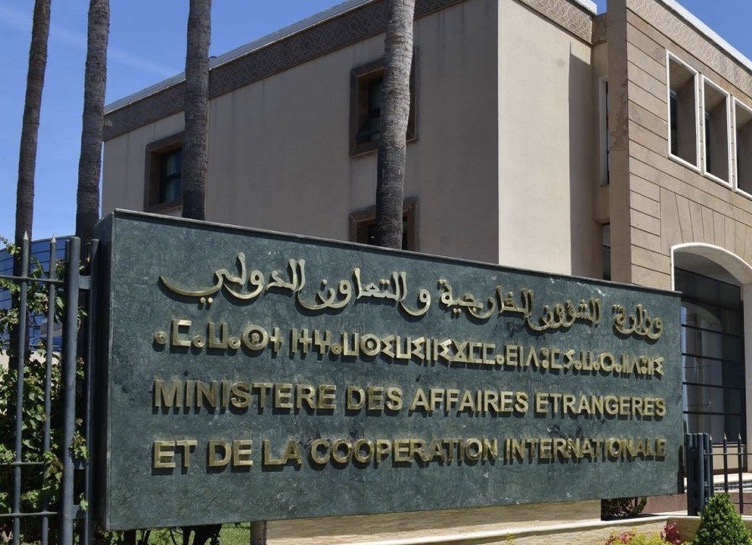 وزارة الشؤون الخارجية و التعاون الدولي
MINISTERE DES AFFAIRES ETRANGERES
ET DE LA COOPERATION INTERNATIONALE